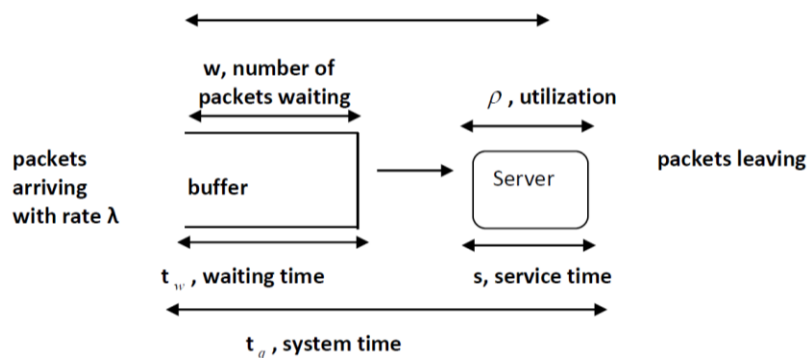 w, number of
packets waiting
ρ , utilization
packets
arriving
with rate λ
buffer
Server
packets leaving
t w , waiting time
s, service time
t q , system time